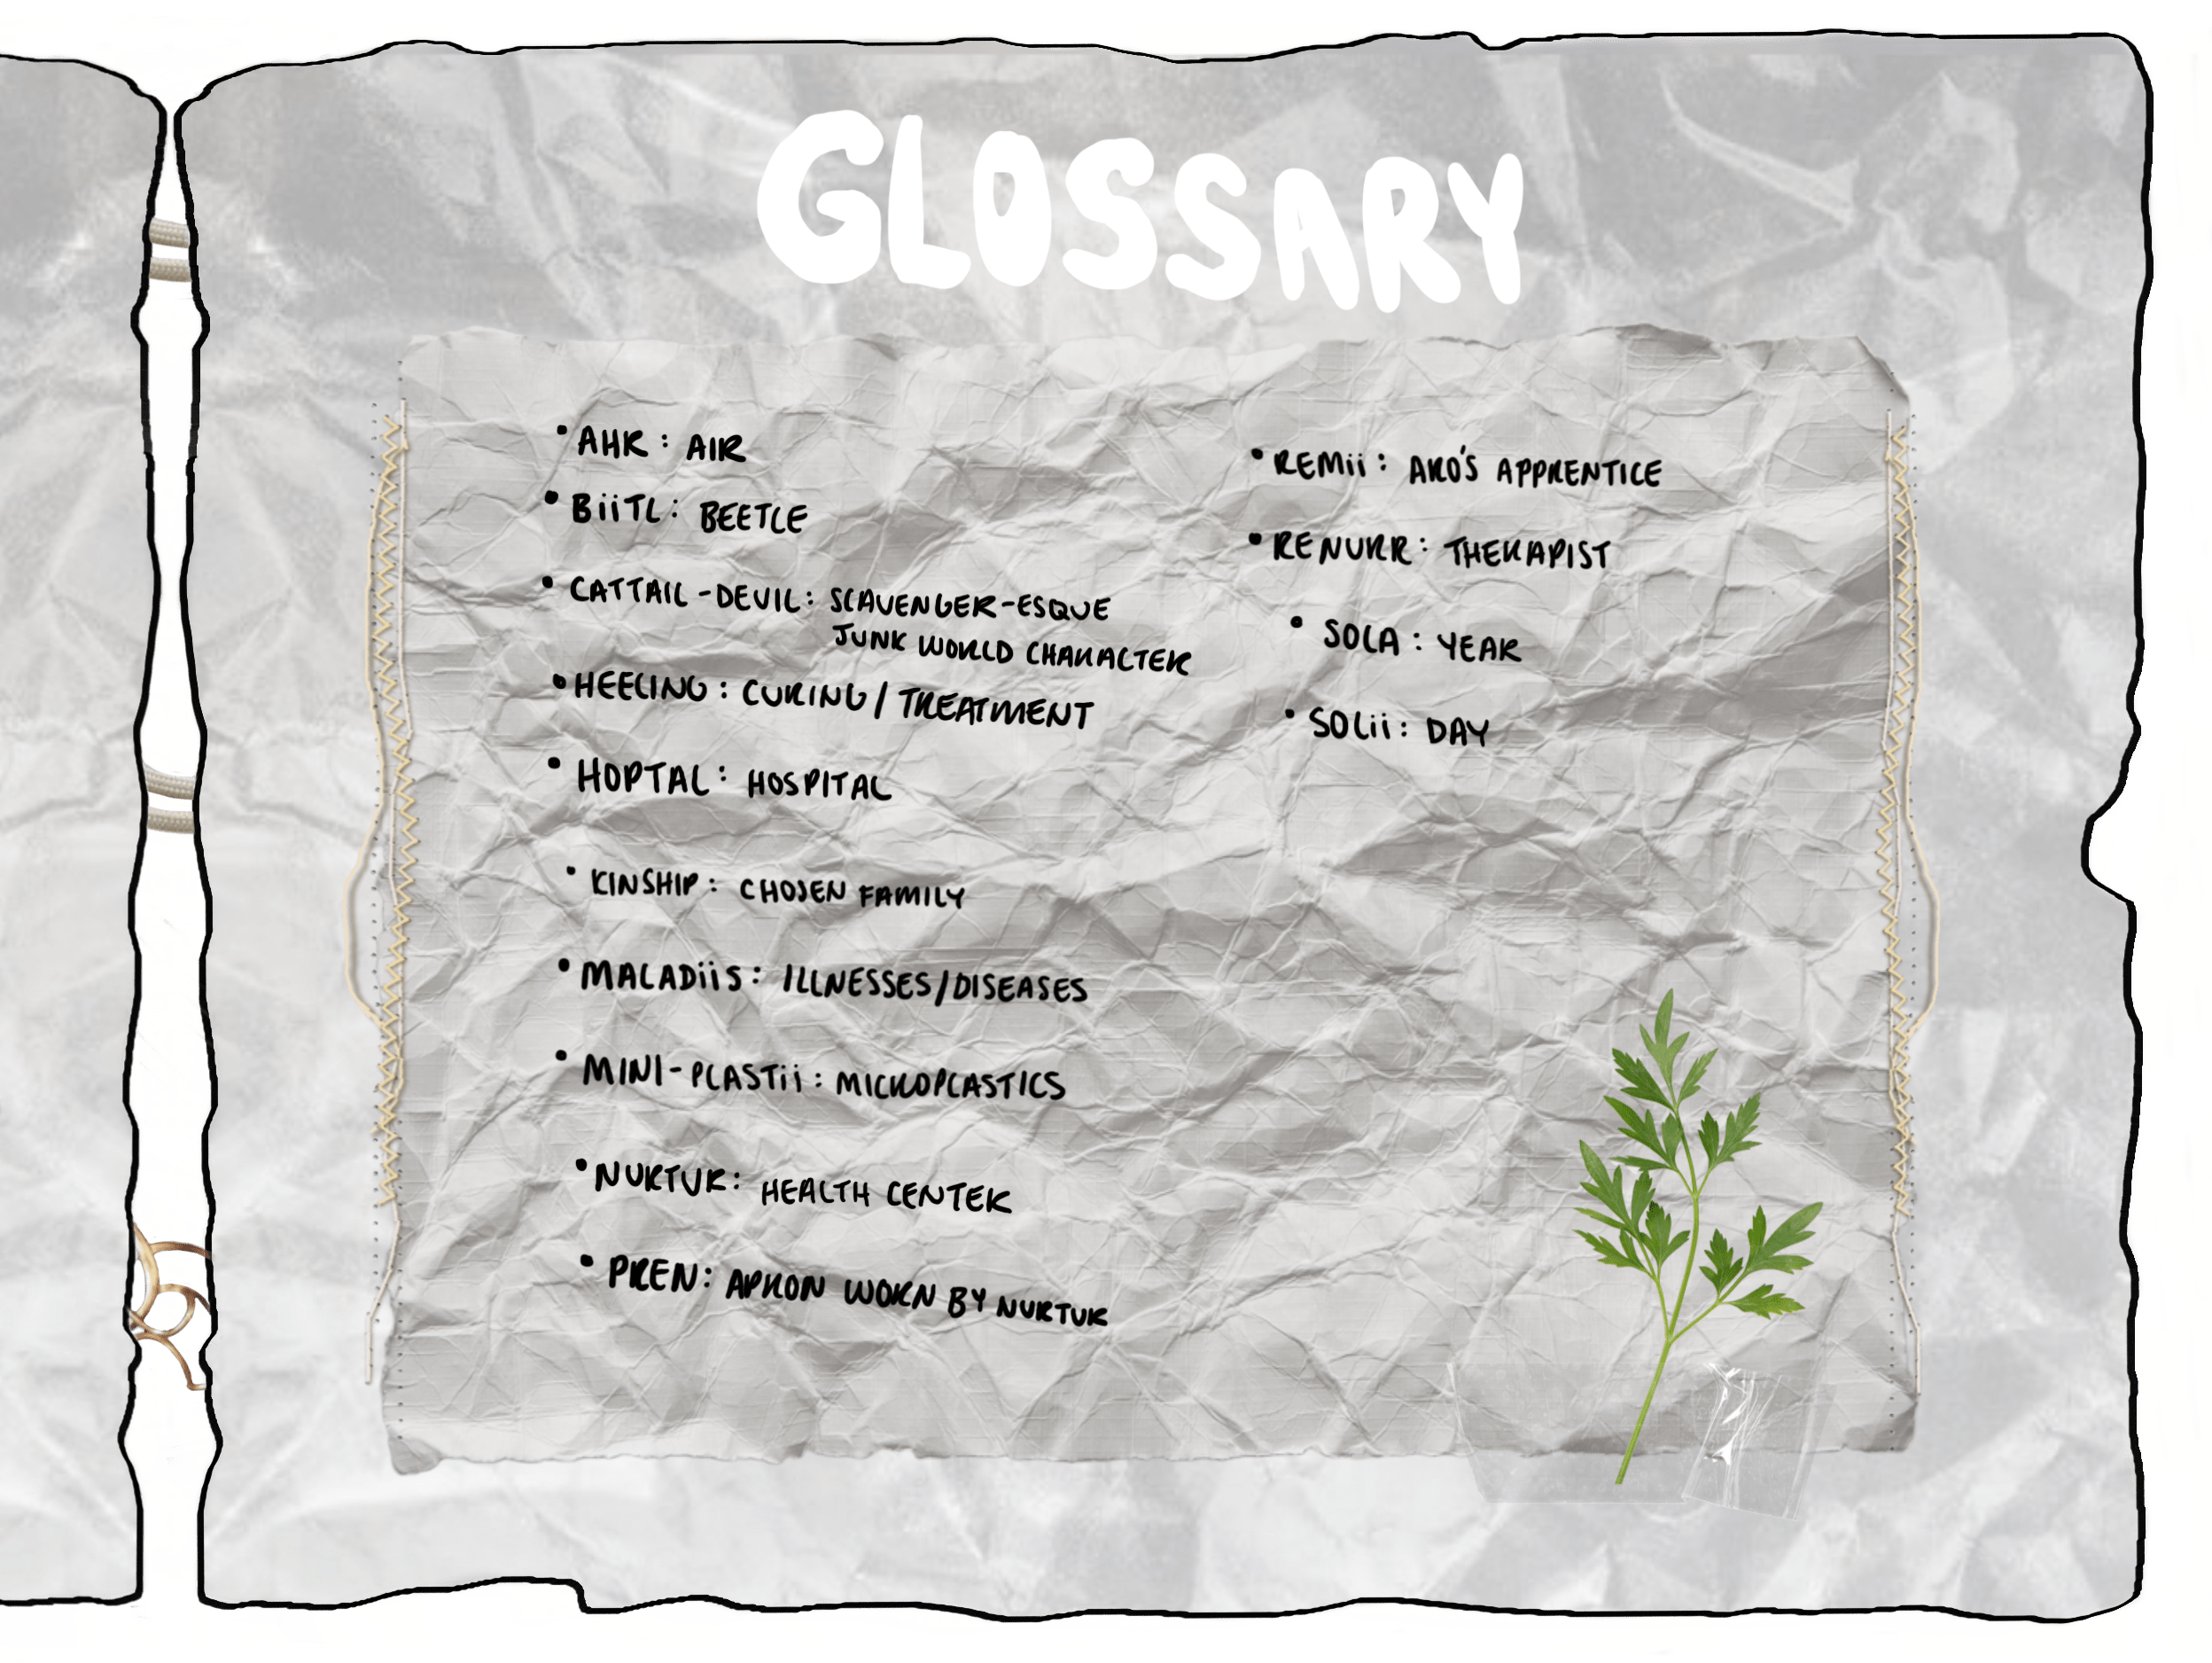 GLOSSARY
• AHR: AIR
• BiiTL: BEETLE
• CATTAIL-DEVIL: SCAVENGER-ESQUE
JUNK WORLD CHARACTER
• HEELING: CURING/TREATMENT
• HOPTAL: HOSPITAL
• KINSHIP: CHOSEN FAMILY
• MALADiiS: ILLNESSES/DISEASES
• MINI-PLASTii: MICROPLASTICS
• NURTUR: HEALTH CENTER
• PREN: APRON WORN BY NURTUR
• REMii: ARO'S APPRENTICE
• RENURR: THERAPIST
• SOLA: YEAR
• SOLii: DAY